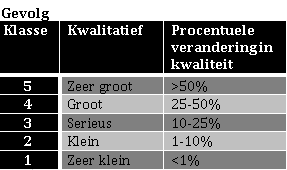 Gevolg
Klasse Kwalitatief Procentuele
veranderingin
kwaliteit
5 Zeer groot >50%
4 Groot 25-50%
3 Serieus 10-25%
2 Klein 1-10%
1 Zeer klein <1%